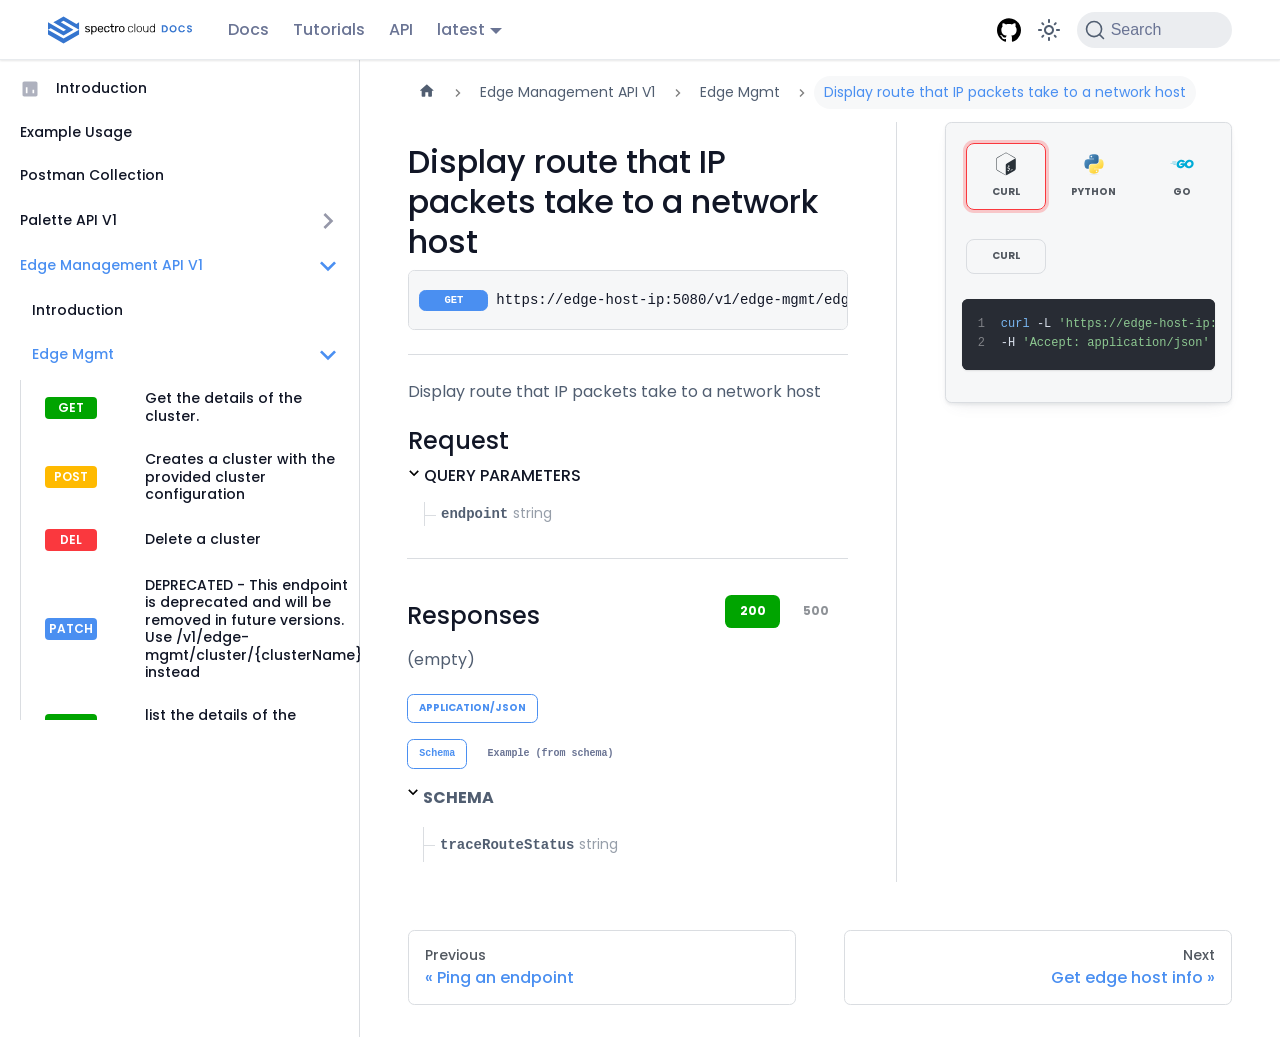 spectro cloud DOCS
Docs
Tutorials
API
latest
Search
Introduction
Example Usage
Postman Collection
Palette API V1
Edge Management API V1
Introduction
Edge Mgmt
GET
Get the details of the
cluster.
POST
Creates a cluster with the
provided cluster
configuration
DEL
Delete a cluster
PATCH
DEPRECATED - This endpoint
is deprecated and will be
removed in future versions.
Use /v1/edge-
mgmt/cluster/{clusterName}
instead
list the details of the
Edge Management API V1
Edge Mgmt
Display route that IP packets take to a network host
Display route that IP
packets take to a network
host
GET https://edge-host-ip:5080/v1/edge-mgmt/edg
Display route that IP packets take to a network host
Request
QUERY PARAMETERS
endpoint string
Responses
200
500
(empty)
APPLICATION/JSON
Schema
Example (from schema)
SCHEMA
traceRouteStatus string
CURL
PYTHON
GO
CURL
1 curl -L 'https://edge-host-ip:
2 -H 'Accept: application/json'
Previous
« Ping an endpoint
Next
Get edge host info »